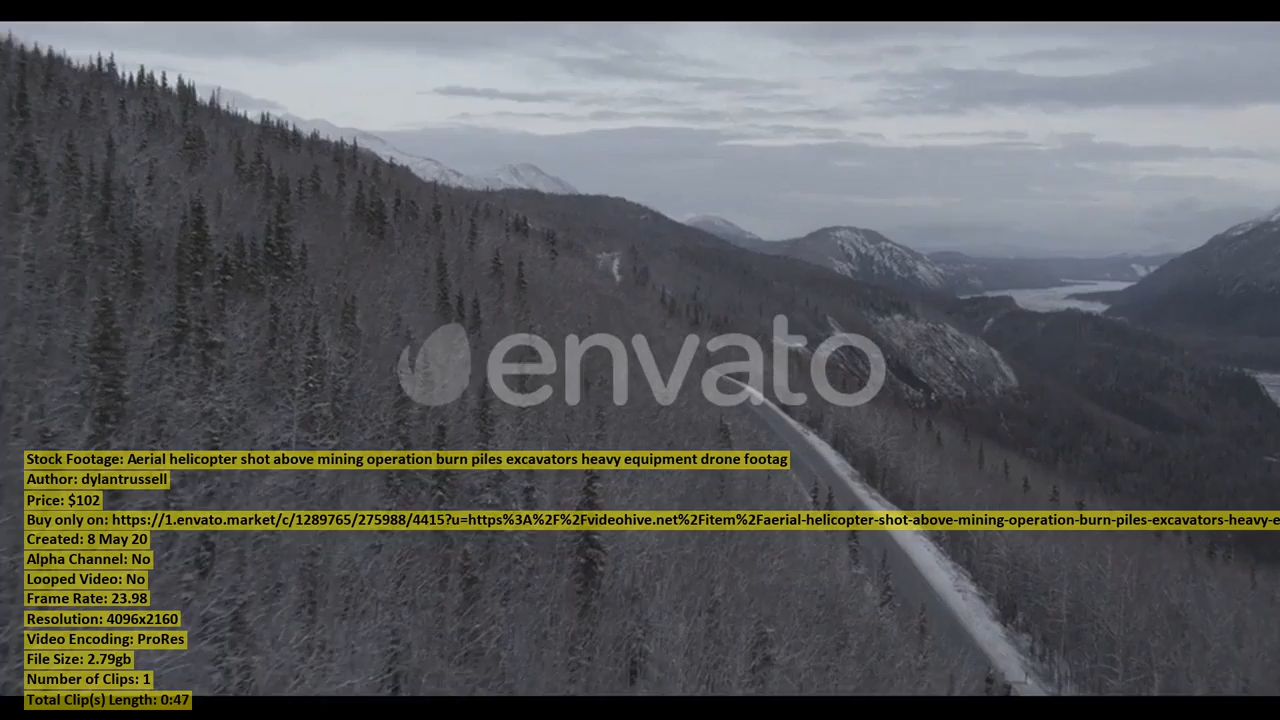 envato
Stock Footage: Aerial helicopter shot above mining operation burn piles excavators heavy equipment drone footag
Author: dylantrussell
Price: $102
Buy only on: https://1.envato.market/c/1289765/275988/4415?u=https%3A%2F%2Fvideohive.net%2Fitem%2Faerial-helicopter-shot-above-mining-operation-burn-piles-excavators-heavy-e
Created: 8 May 20
Alpha Channel: No
Looped Video: No
Frame Rate: 23.98
Resolution: 4096x2160
Video Encoding: ProRes
File Size: 2.79gb
Number of Clips: 1
Total Clip(s) Length: 0:47